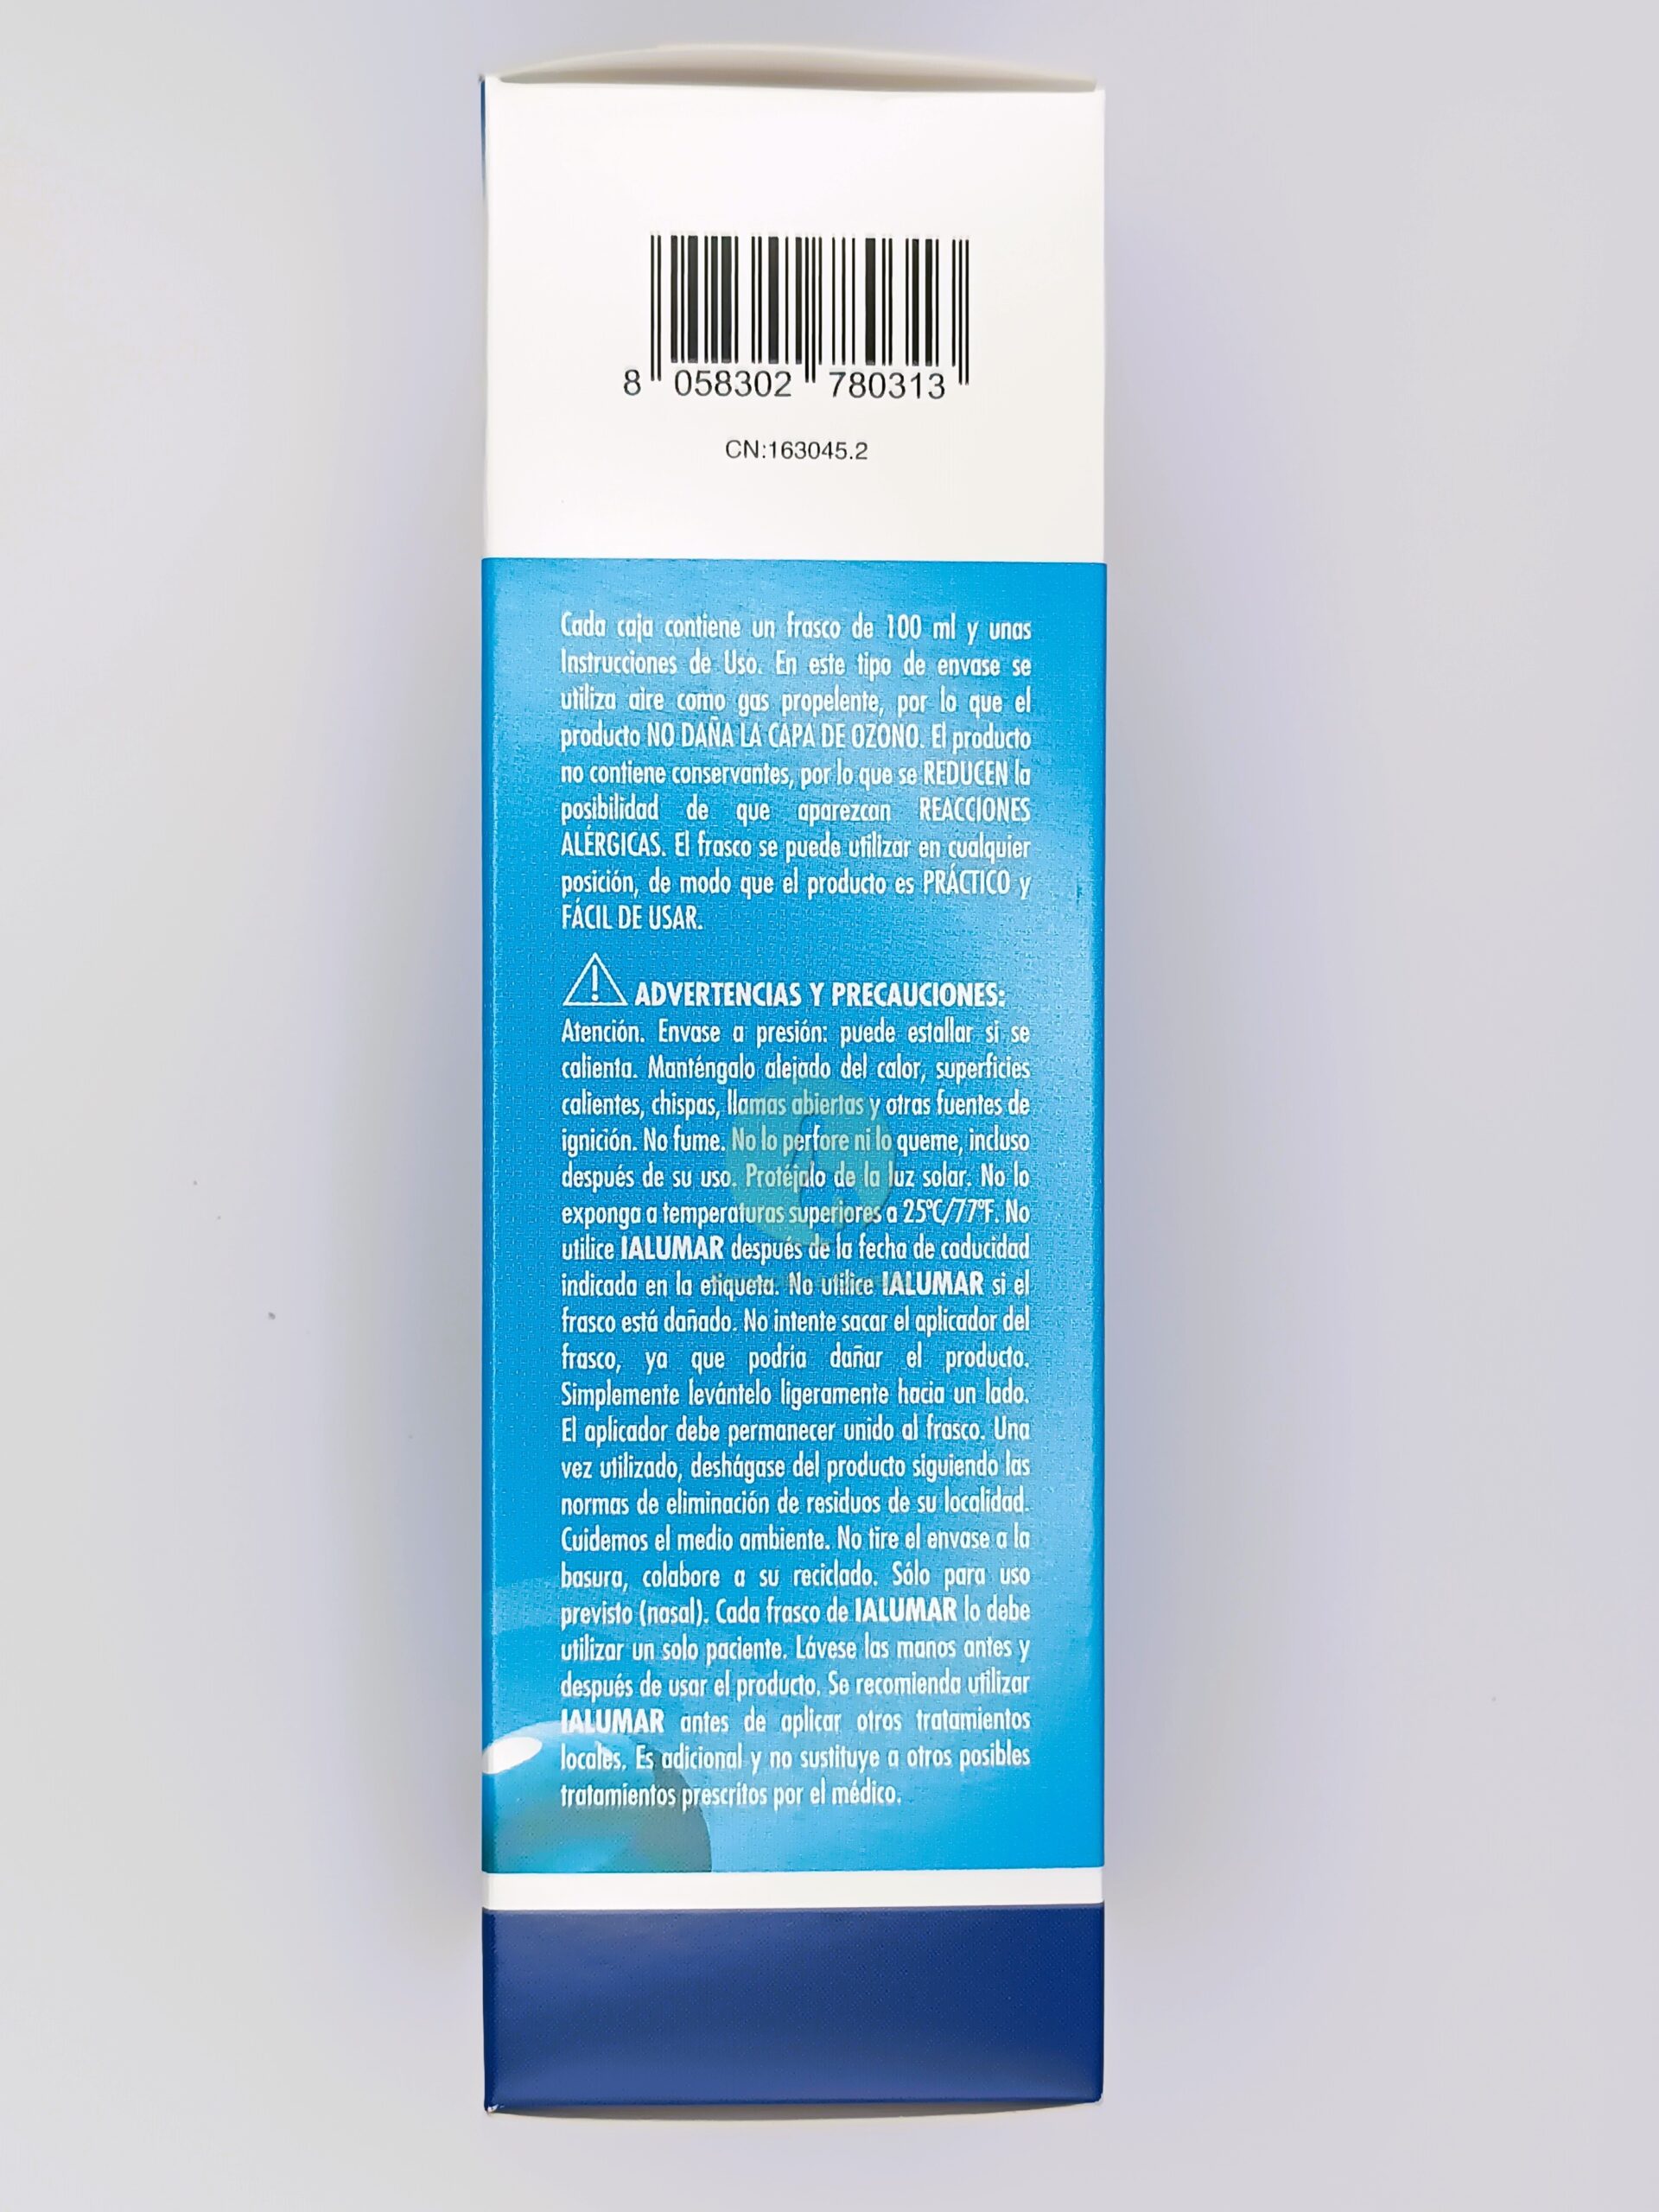 8 058302 780313
CN:163045.2
Cada caja contiene un frasco de 100 ml y unas
Instrucciones de Uso. En este tipo de envase se
utiliza aire como gas propelente, por lo que el
producto NO DAÑA LA CAPA DE OZONO. El producto
no contiene conservantes, por lo que se REDUCEN la
posibilidad de que aparezcan REACCIONES
ALÉRGICAS. El frasco se puede utilizar en cualquier
posición, de modo que el producto es PRÁCTICO y
FÁCIL DE USAR.
ADVERTENCIAS Y PRECAUCIONES:
Atención. Envase a presión: puede estallar si se
calienta. Manténgalo alejado del calor, superficies
calientes, chispas, llamas abiertas y otras fuentes de
ignición. No fume. No lo perfore ni lo queme, incluso
después de su uso. Protéjalo de la luz solar. No lo
exponga a temperaturas superiores a 25ºC/77ºF. No
utilice IALUMAR después de la fecha de caducidad
indicada en la etiqueta. No utilice IALUMAR si el
frasco está dañado. No intente sacar el aplicador del
frasco, ya que podría dañar el producto.
Simplemente levántelo ligeramente hacia un lado.
El aplicador debe permanecer unido al frasco. Una
vez utilizado, deshágase del producto siguiendo las
normas de eliminación de residuos de su localidad.
Cuidemos el medio ambiente. No tire el envase a la
basura, colabore a su reciclado. Sólo para uso
previsto (nasal). Cada frasco de IALUMAR lo debe
utilizar un solo paciente. Lávese las manos antes y
después de usar el producto. Se recomienda utilizar
IALUMAR antes de aplicar otros tratamientos
locales. Es adicional y no sustituye a otros posibles
tratamientos prescritos por el médico.